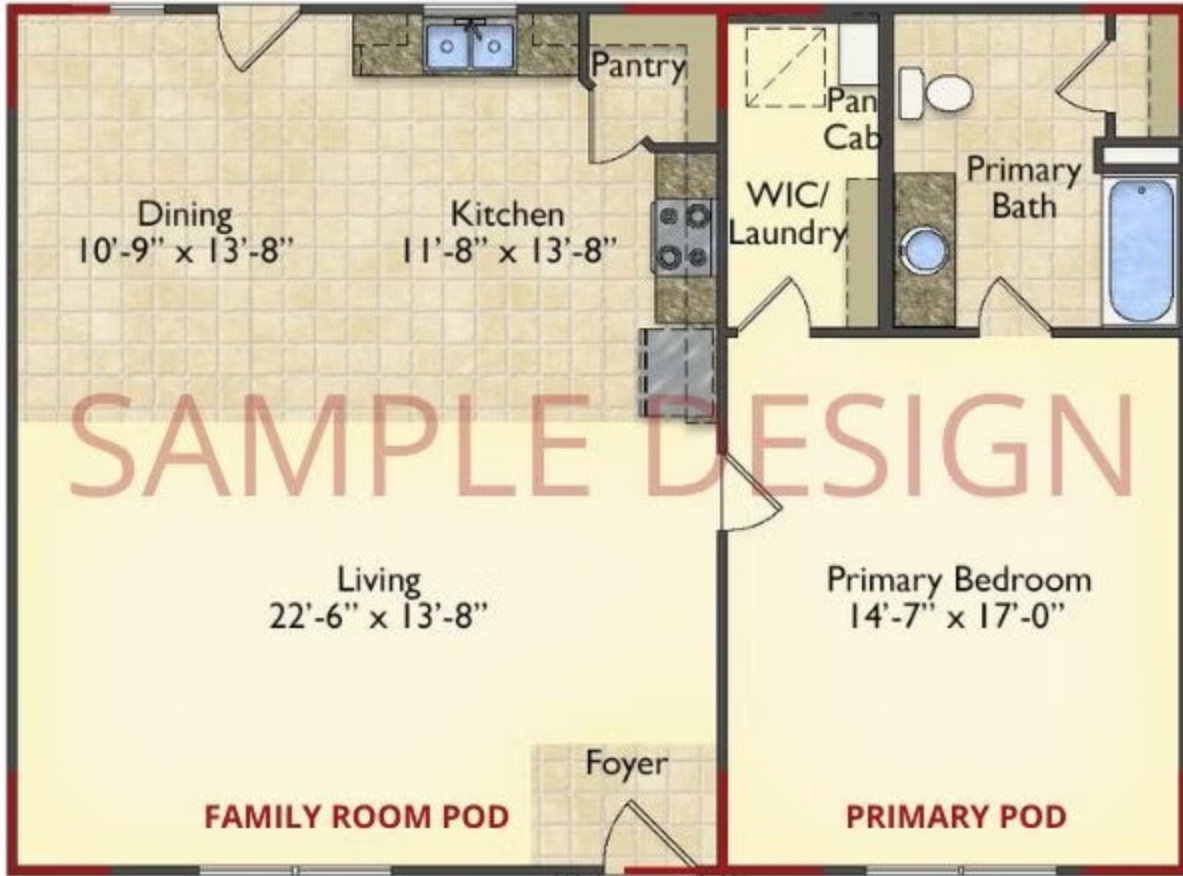 Pantry
Pan
Cab
Dining
10'-9" x 13'-8"
Kitchen
11'-8" x 13'-8"
WIC/
Laundry
Primary
Bath
SAMPLE DESIGN
Living
22'-6" x 13'-8"
Primary Bedroom
14'-7" x 17'-0"
Foyer
FAMILY ROOM POD
PRIMARY POD